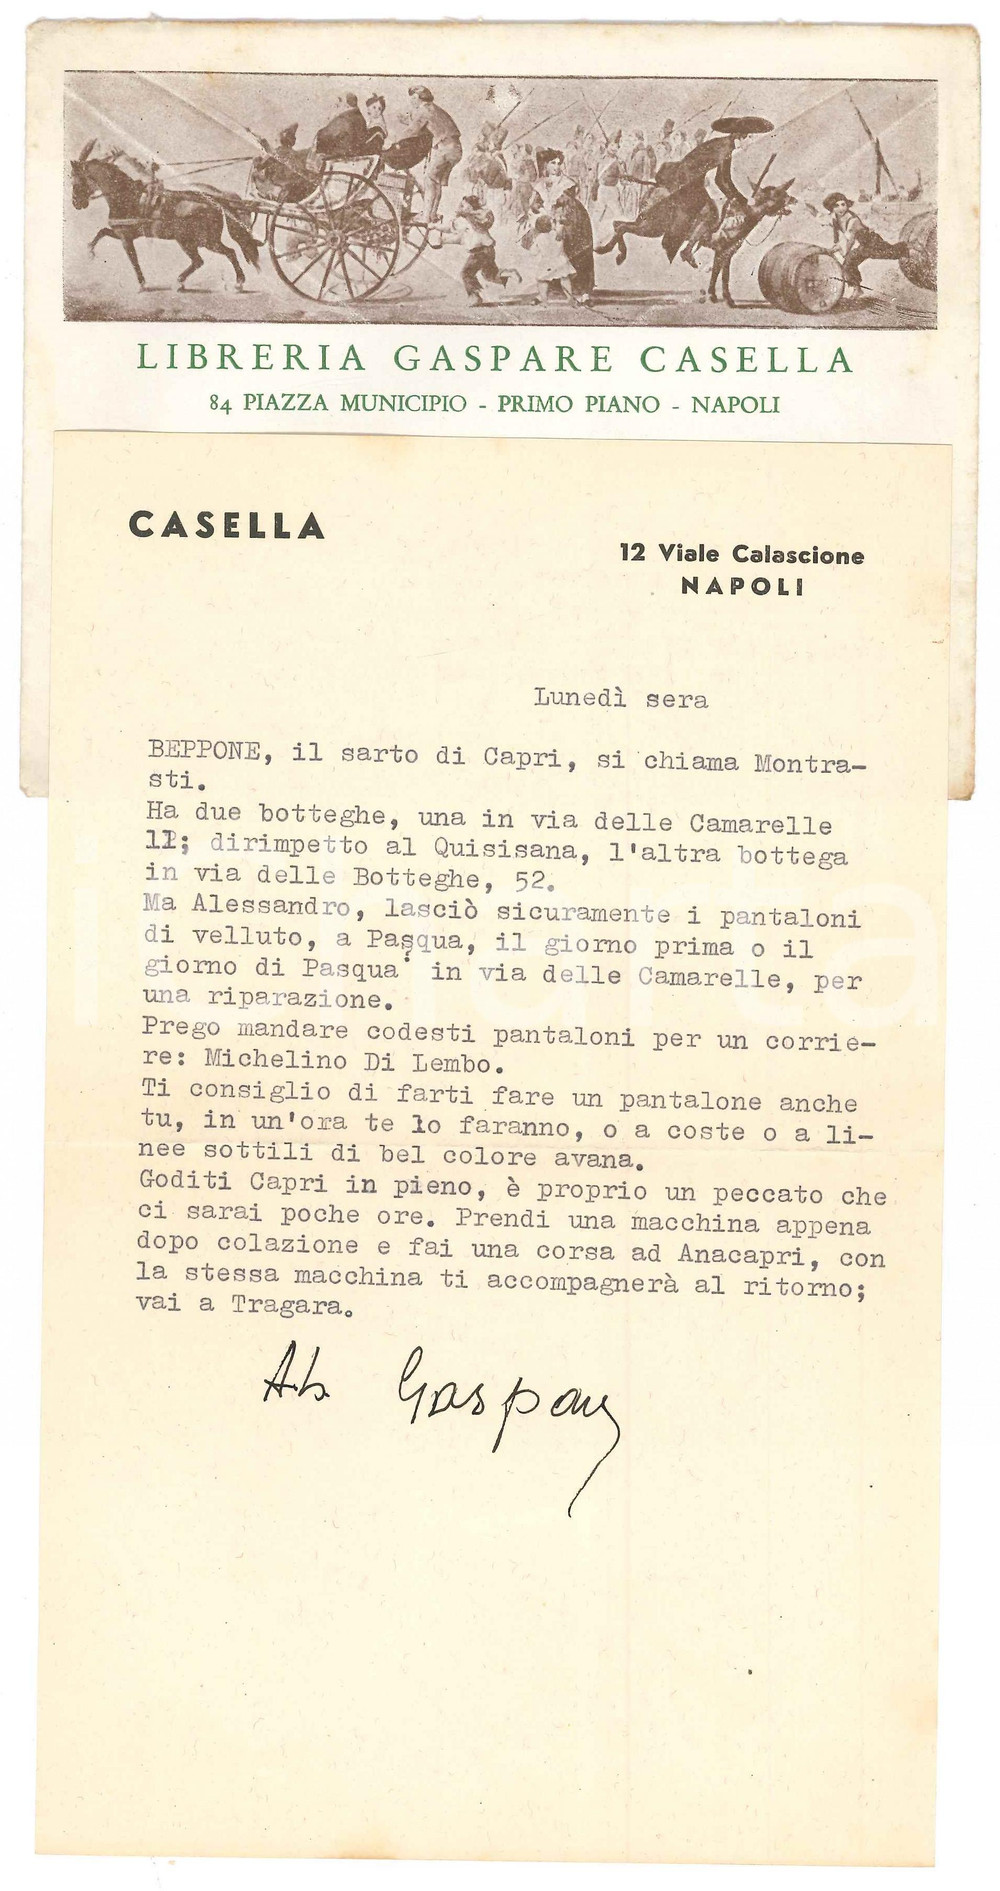 LIBRERIA GASPARE CASELLA
84 PIAZZA MUNICIPIO - PRIMO PIANO - NAPOLI
CASELLA
12 Viale Calascione
NAPOLI
Lunedì sera
BEPPONE, il sarto di Capri, si chiama Montra-
sti.
Ha due botteghe, una in via delle Camarelle
dirimpetto al Quisisana, l'altra bottega
in via delle Botteghe, 52.
Ma Alessandro, lasciò sicuramente i pantaloni
di velluto, a Pasqua, il giorno prima o il
giorno di Pasqua in via delle Camarelle, per
una riparazione.
Prego mandare codesti pantaloni per un corrie-
re: Michelino Di Lembo.
Ti consiglio di farti fare un pantalone anche
tu, in un'ora te lo faranno, o a coste o a li-
nee sottili di bel colore avana.
Goditi Capri in pieno, è proprio un peccato che
ci sarai poche ore. Prendi una macchina appena
dopo colazione e fai una corsa ad Anacapri, con
la stessa macchina ti accompagnerà al ritorno;
vai a Tragara.